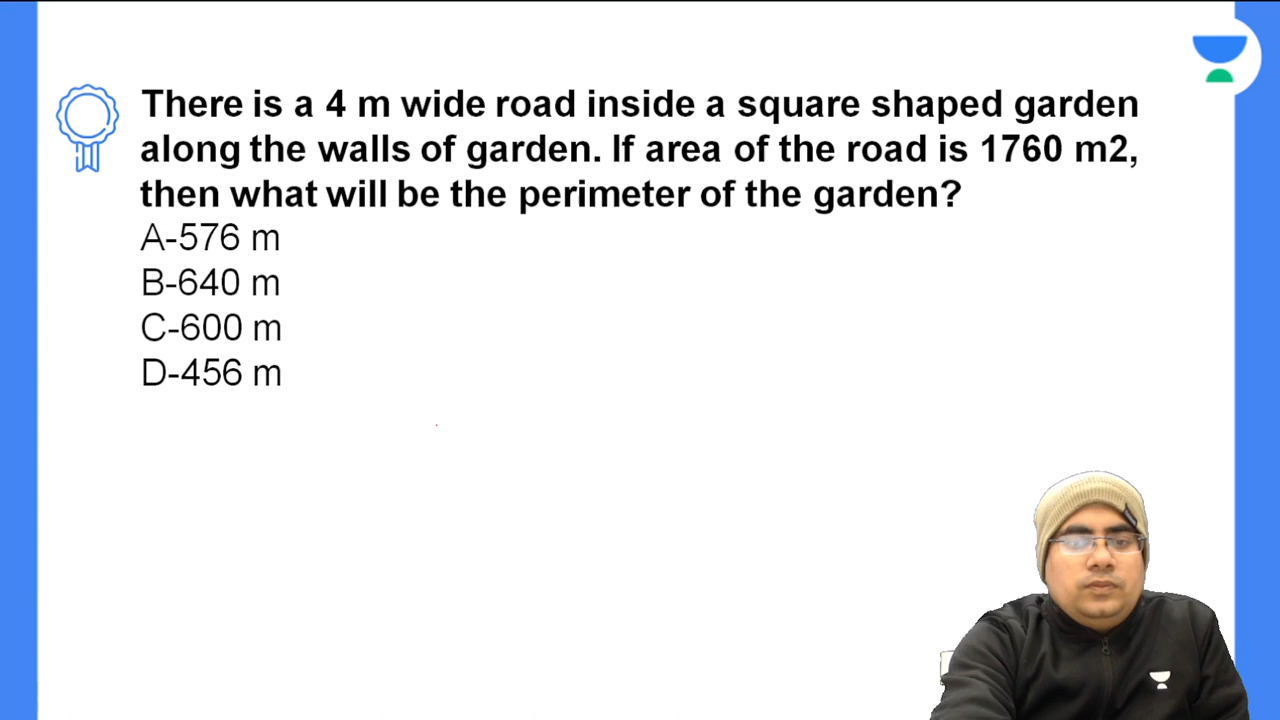 There is a 4 m wide road inside a square shaped garden
along the walls of garden. If area of the road is 1760 m2,
then what will be the perimeter of the garden?
A-576 m
B-640 m
C-600 m
D-456 m